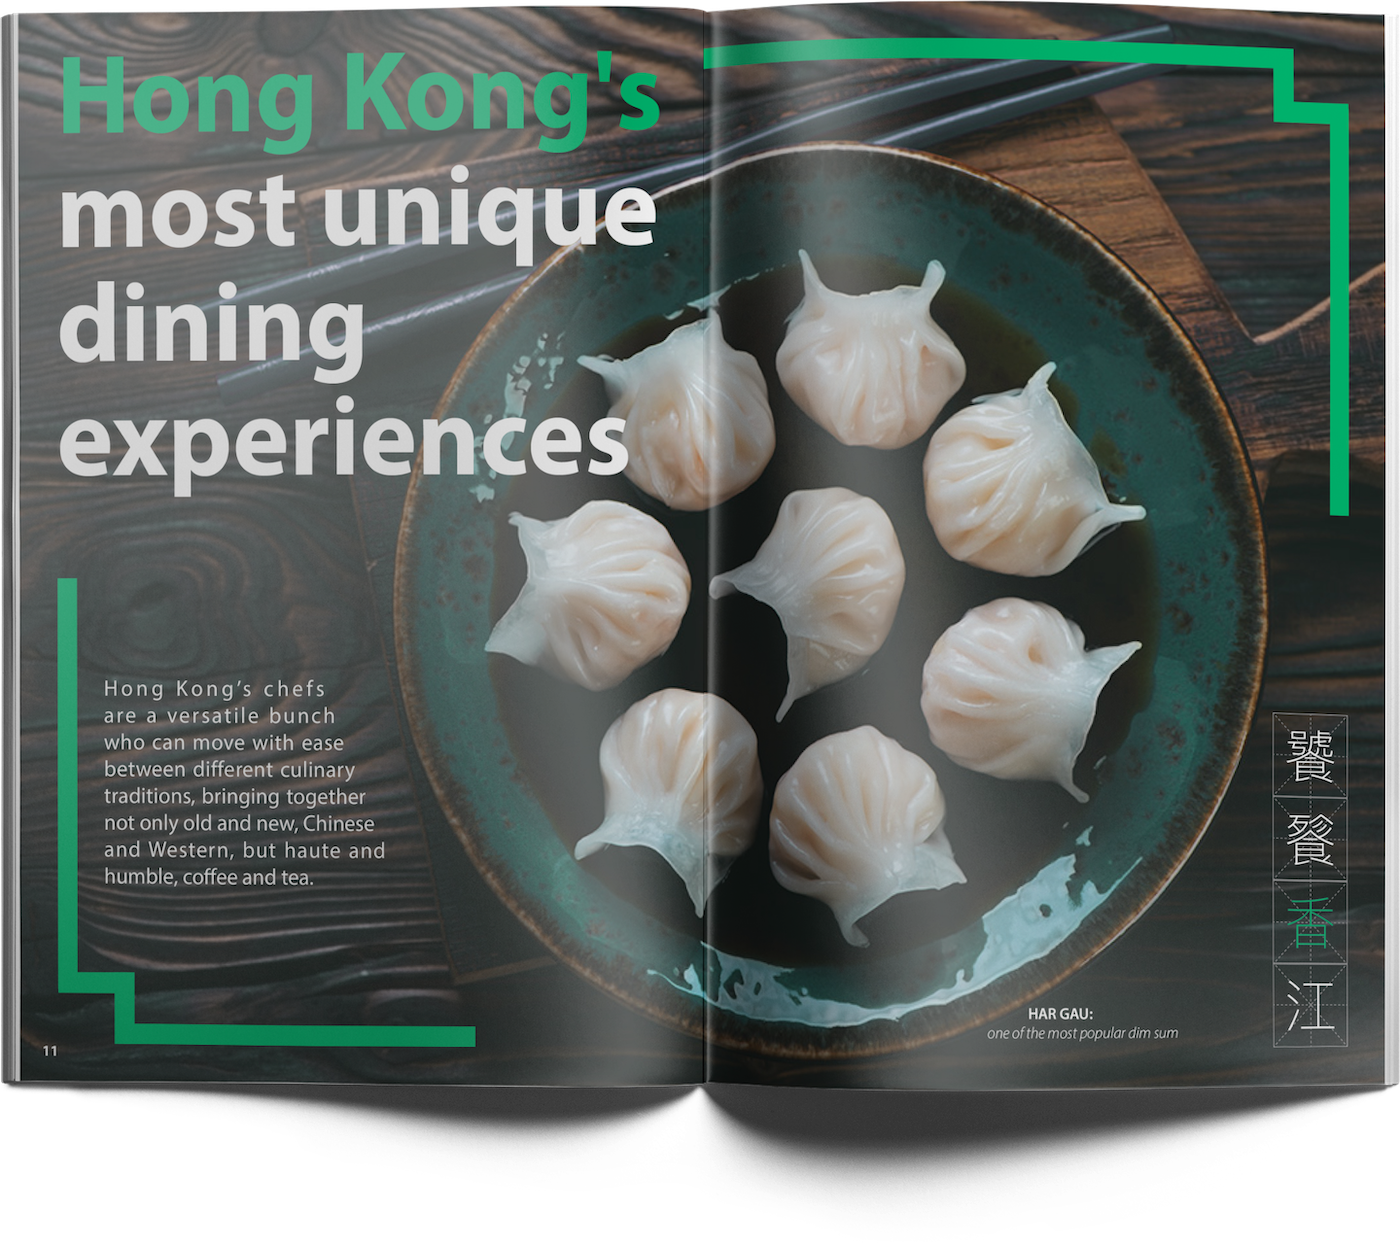 Hong Kong's
most unique
dining
experiences
Hong Kong’s chefs
are a versatile bunch
who can move with ease
between different culinary
traditions, bringing together
not only old and new, Chinese
and Western, but haute and
humble, coffee and tea.
11
饕
餮
香
江
HAR GAU:
one of the most popular dim sum